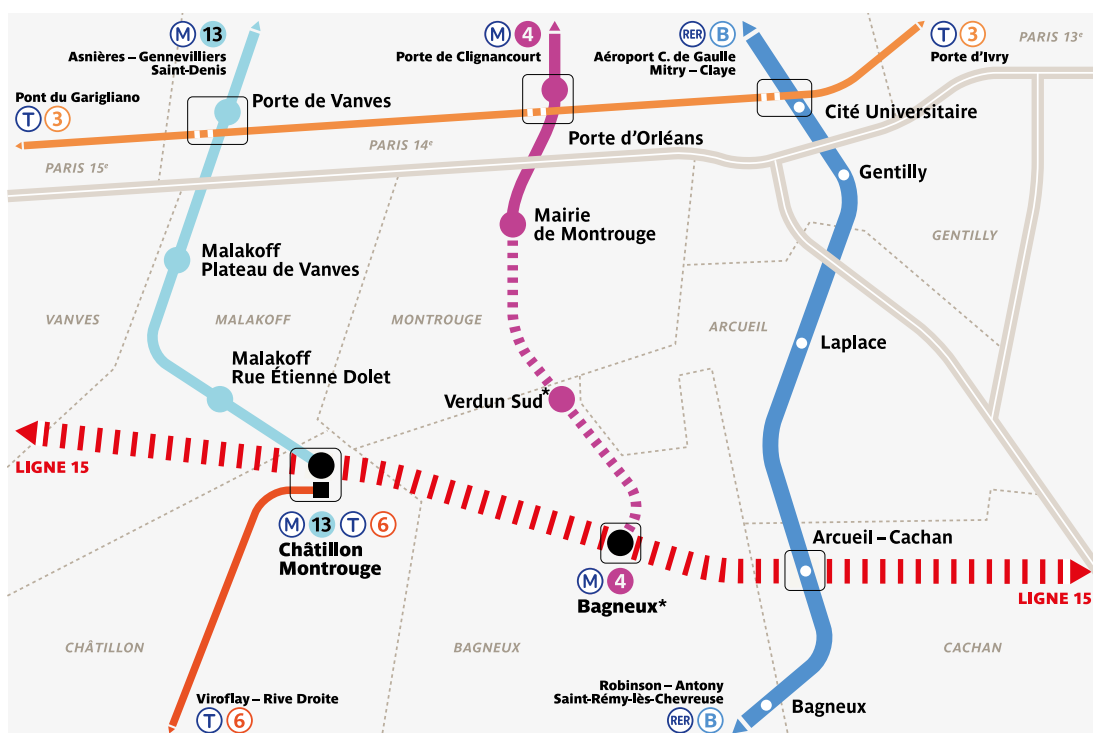 M 13
Asnières – Gennevilliers
Saint-Denis
M 4
Porte de Clignancourt
RER B
Aéroport C. de Gaulle
Mitry – Claye
T 3
Porte d'Ivry
PARIS 13e
Pont du Garigliano
T 3
Porte de Vanves
Porte d'Orléans
Cité Universitaire
PARIS 15e
PARIS 14e
Gentilly
Mairie
de Montrouge
GENTILLY
Malakoff
Plateau de Vanves
VANVES
MALAKOFF
MONTROUGE
ARCUEIL
Laplace
Malakoff
Rue Étienne Dolet
Verdun Sud*
LIGNE 15
M 13 T 6
Châtillon
Montrouge
Arcueil – Cachan
M 4
Bagneux*
LIGNE 15
CHÂTILLON
BAGNEUX
CACHAN
Viroflay – Rive Droite
T 6
Robinson – Antony
Saint-Rémy-lès-Chevreuse
RER B
Bagneux